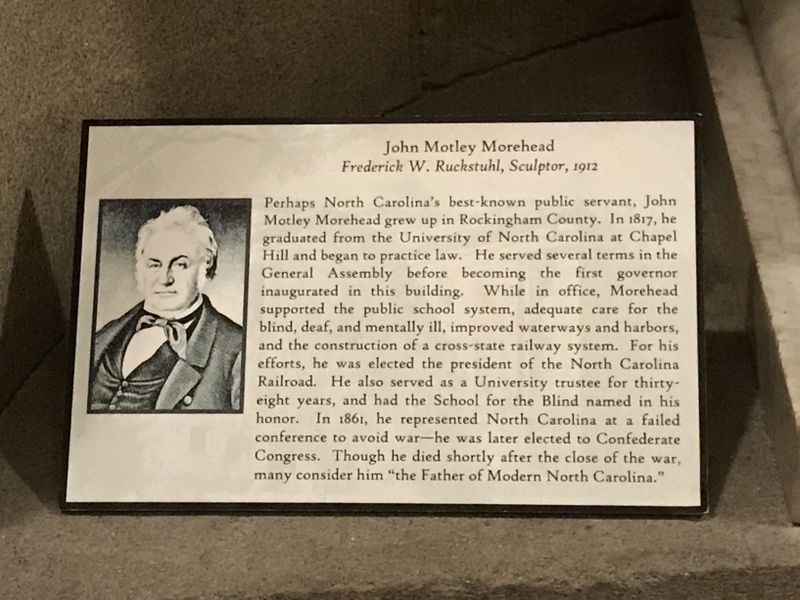 John Motley Morehead
Frederick W. Ruckstuhl, Sculptor, 1912
Perhaps North Carolina's best-known public servant, John
Motley Morehead grew up in Rockingham County. In 1817, he
graduated from the University of North Carolina at Chapel
Hill and began to practice law. He served several terms in the
General Assembly before becoming the first governor
inaugurated in this building. While in office, Morehead
supported the public school system, adequate care for the
blind, deaf, and mentally ill, improved waterways and harbors,
and the construction of a cross-state railway system. For his
efforts, he was elected the president of the North Carolina
Railroad. He also served as a University trustee for thirty-
eight years, and had the School for the Blind named in his
honor. In 1861, he represented North Carolina at a failed
conference to avoid war—he was later elected to Confederate
Congress. Though he died shortly after the close of the war,
many consider him "the Father of Modern North Carolina."